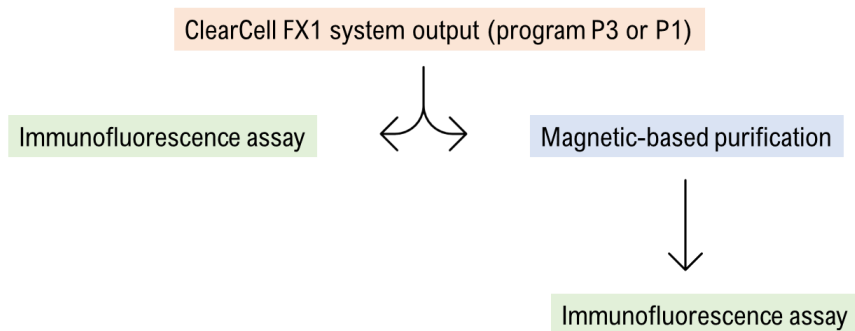 ClearCell FX1 system output (program P3 or P1)
Immunofluorescence assay
Magnetic-based purification
Immunofluorescence assay